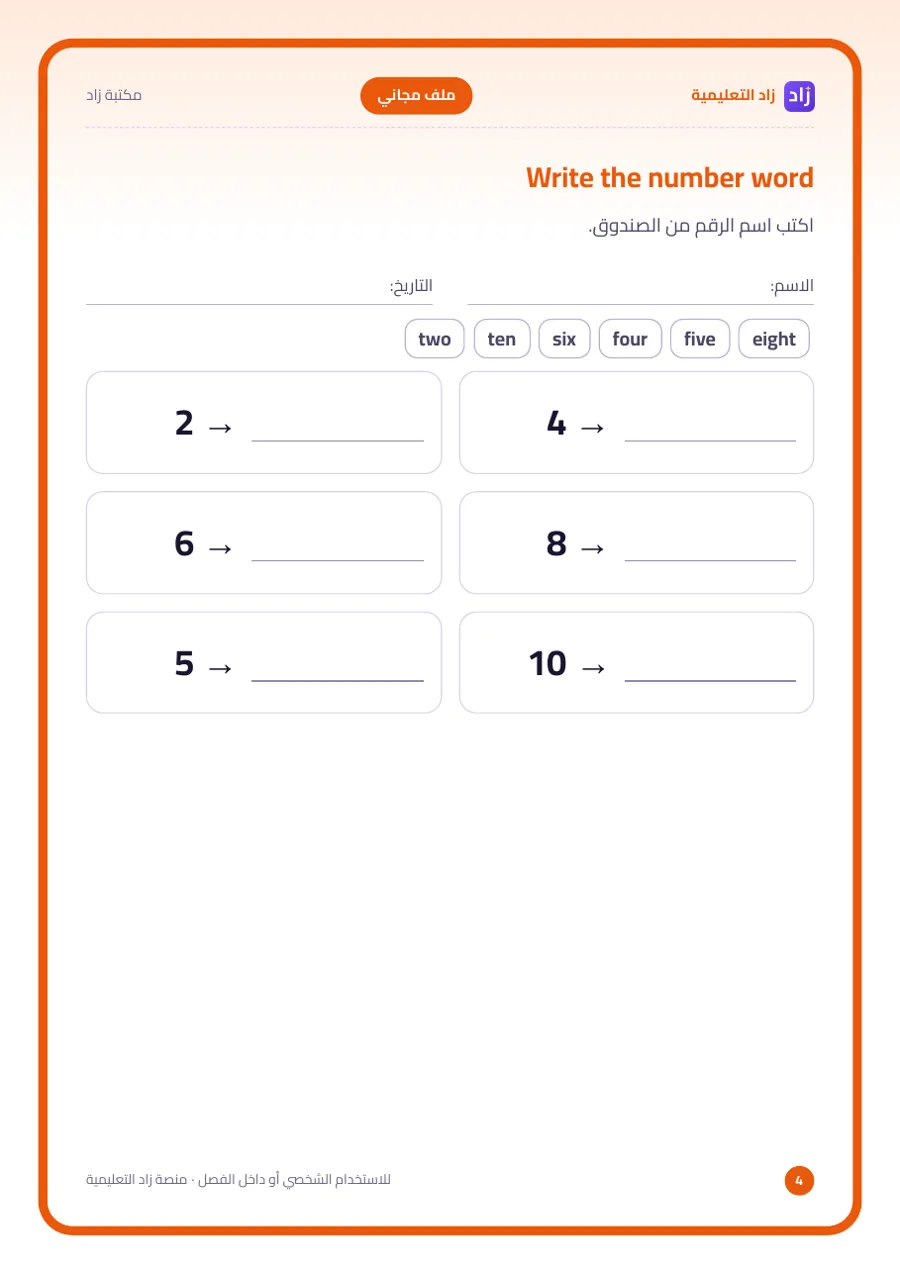 زاد زاد التعليمية
ملف مجاني
مكتبة زاد
Write the number word
اكتب اسم الرقم من الصندوق.
الاسم:
التاريخ:
eight five four six ten two
4 →
2 →
8 →
6 →
10 →
5 →
4
للاستخدام الشخصي أو داخل الفصل · منصة زاد التعليمية